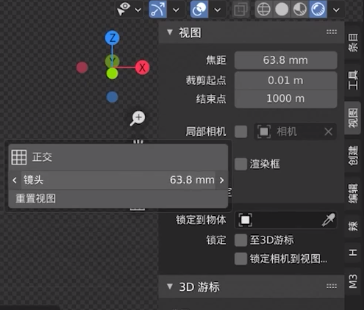 Z
Y
X
视图
焦距
63.8 mm
裁剪起点
0.01 m
结束点
1000 m
局部相机
相机
渲染框
正交
镜头
63.8 mm
重置视图
定
锁定到物体
锁定
至3D游标
锁定相机到视图...
3D 游标
条目
工具
视图
创建
编辑
辣
H
M3